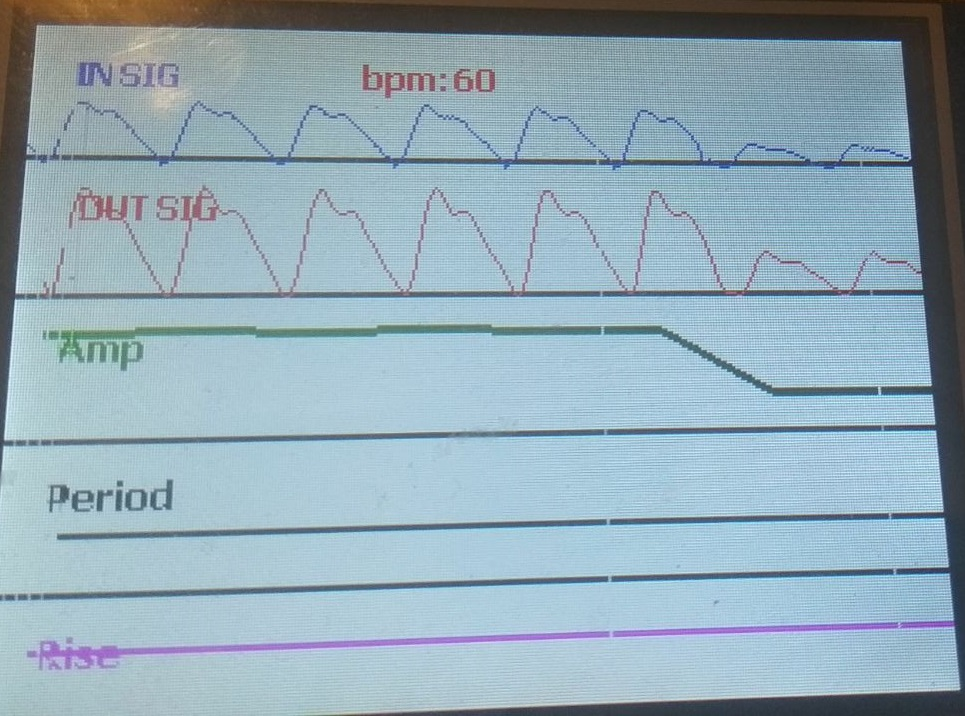 IN SIG bpm:60
OUT SIG
Amp
Period
Rise